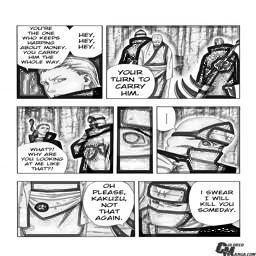 YOU'RE
THE ONE
WHO KEEPS
HARPING
ABOUT MONEY.
YOU CARRY
HIM THE
WHOLE WAY.
HEY,
HEY,
HEY.
YOUR
TURN TO
CARRY
HIM.
WHAT?!
WHY ARE
YOU LOOKING
AT ME LIKE
THAT?!
!
OH
PLEASE,
KAKUZU,
NOT
THAT
AGAIN.
I SWEAR
I WILL
KILL YOU
SOMEDAY.
COLORED
MANGA.COM